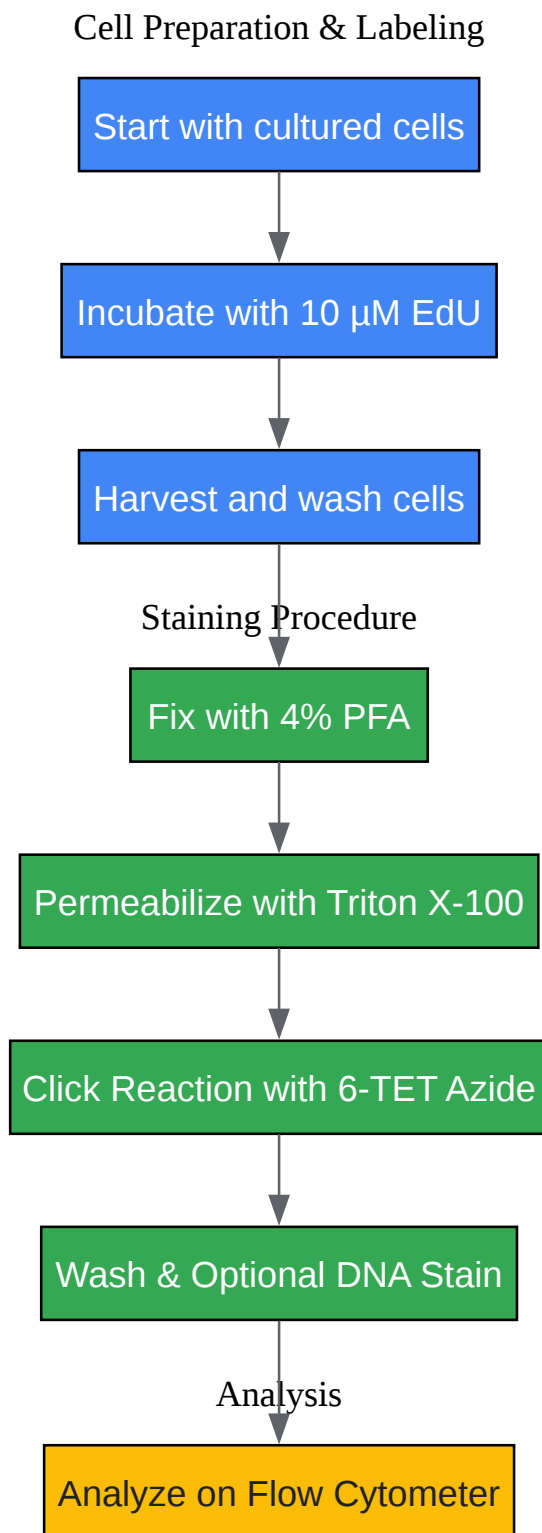 Cell Preparation & Labeling
Start with cultured cells
Incubate with 10 µM EdU
Harvest and wash cells
Staining Procedure
Fix with 4% PFA
Permeabilize with Triton X-100
Click Reaction with 6-TET Azide
Wash & Optional DNA Stain
Analysis
Analyze on Flow Cytometer